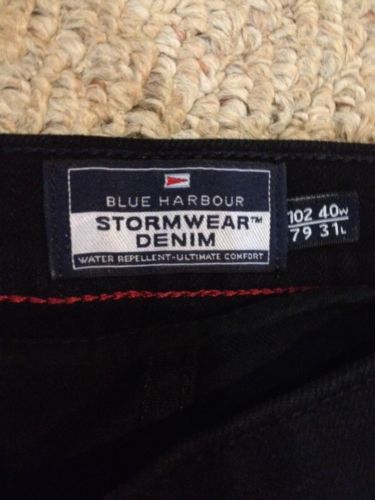 BLUE HARBOUR
STORMWEAR™
DENIM
WATER REPELLENT-ULTIMATE COMFORT
102 40W
79 31L